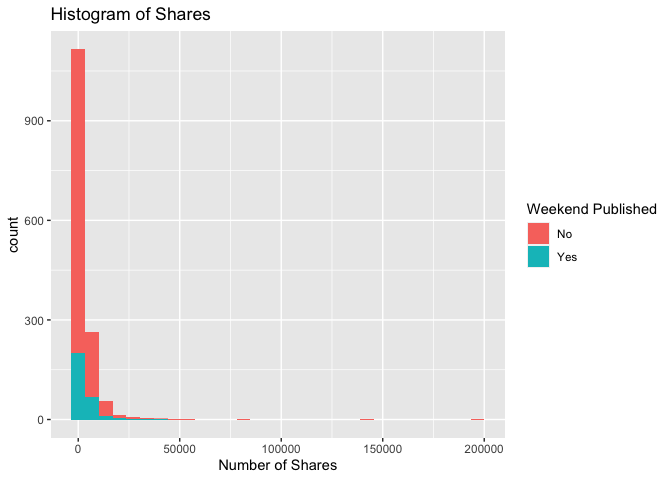 Histogram of Shares
900
600
300
0
count
0 50000 100000 150000 200000
Number of Shares
Weekend Published
No
Yes